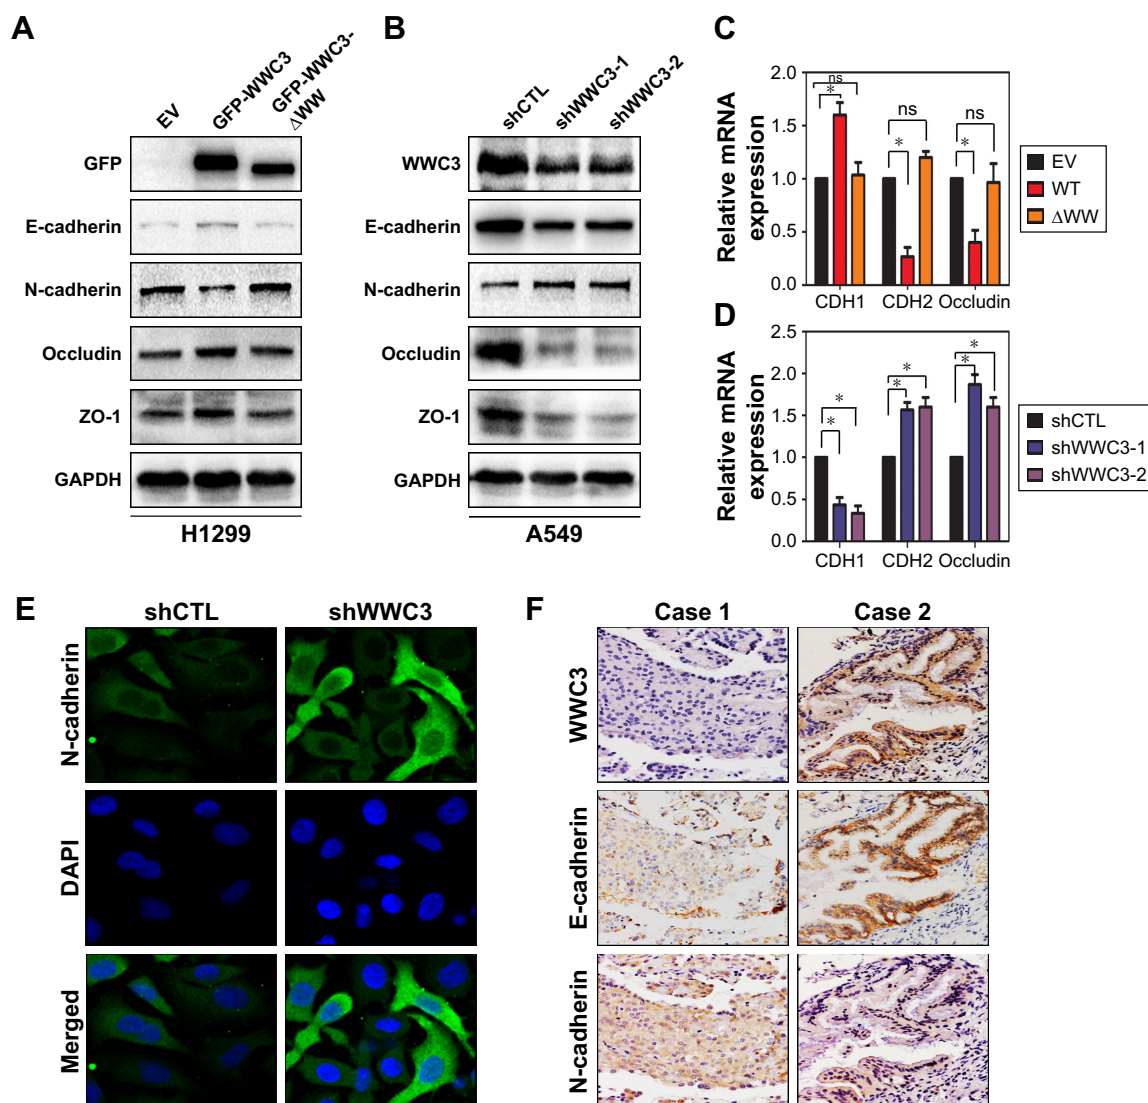 A
EV
GFP-WWC3
GFP-WWC3-
ΔWW
GFP
E-cadherin
N-cadherin
Occludin
ZO-1
GAPDH
H1299
B
shCTL
shWWC3-1
shWWC3-2
WWC3
E-cadherin
N-cadherin
Occludin
ZO-1
GAPDH
A549
C
Relative mRNA
expression
2.0
1.5
1.0
0.5
0.0
ns
*
ns
*
ns
*
CDH1 CDH2 Occludin
EV
WT
ΔWW
D
Relative mRNA
expression
2.5
2.0
1.5
1.0
0.5
0.0
*
*
*
*
*
*
CDH1 CDH2 Occludin
shCTL
shWWC3-1
shWWC3-2
E
shCTL shWWC3
N-cadherin
DAPI
Merged
F
Case 1 Case 2
WWC3
E-cadherin
N-cadherin